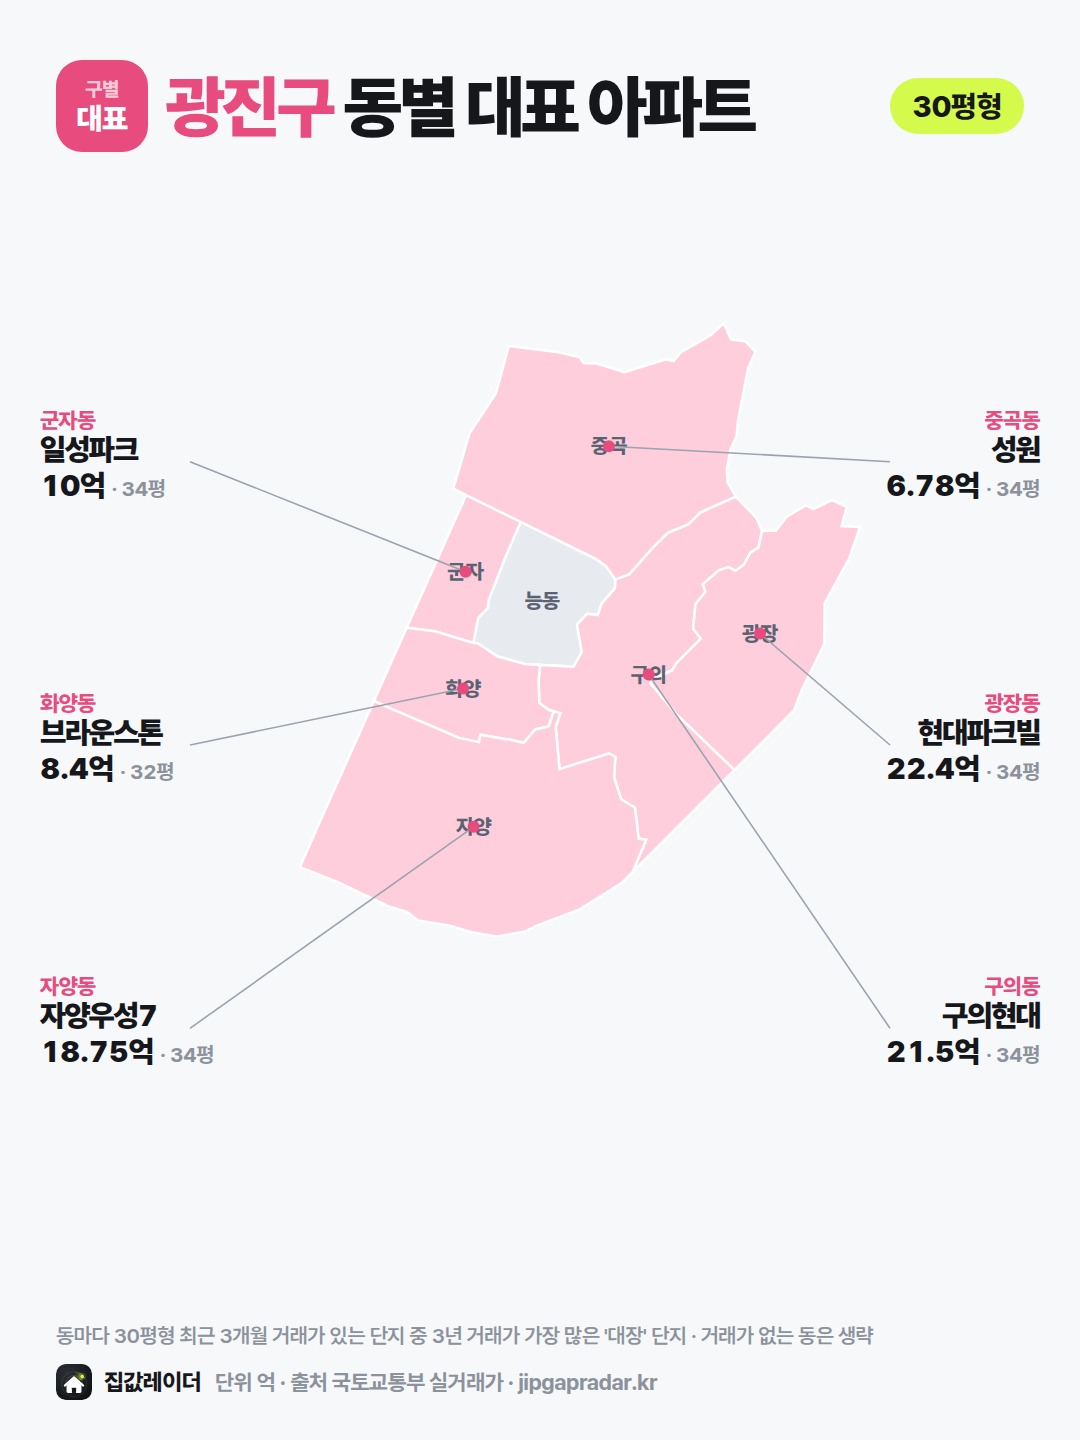 구별
대표
광진구 동별 대표 아파트
30평형
군자동
일성파크
10억 · 34평
중곡동
성원
6.78억 · 34평
중곡
군자
능동
광장
구의
화양
자양
화양동
브라운스톤
8.4억 · 32평
광장동
현대파크빌
22.4억 · 34평
자양동
자양우성7
18.75억 · 34평
구의동
구의현대
21.5억 · 34평
동마다 30평형 최근 3개월 거래가 있는 단지 중 3년 거래가 가장 많은 '대장' 단지 · 거래가 없는 동은 생략
집값레이더 단위 억 · 출처 국토교통부 실거래가 · jipgapradar.kr